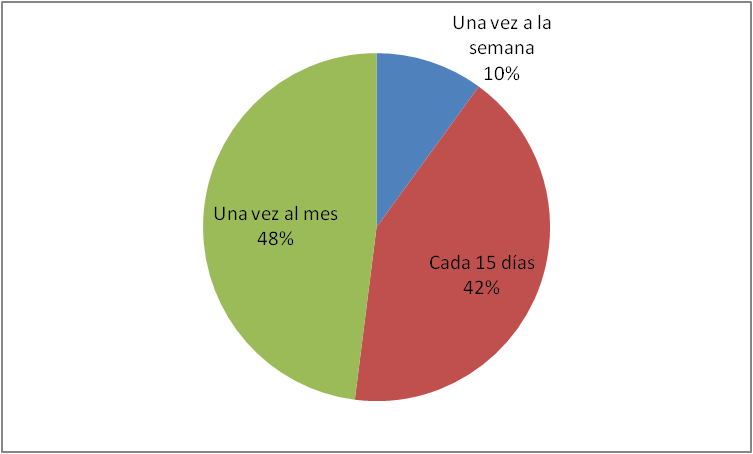 Una vez a la
semana
10%
Una vez al mes
48%
Cada 15 días
42%